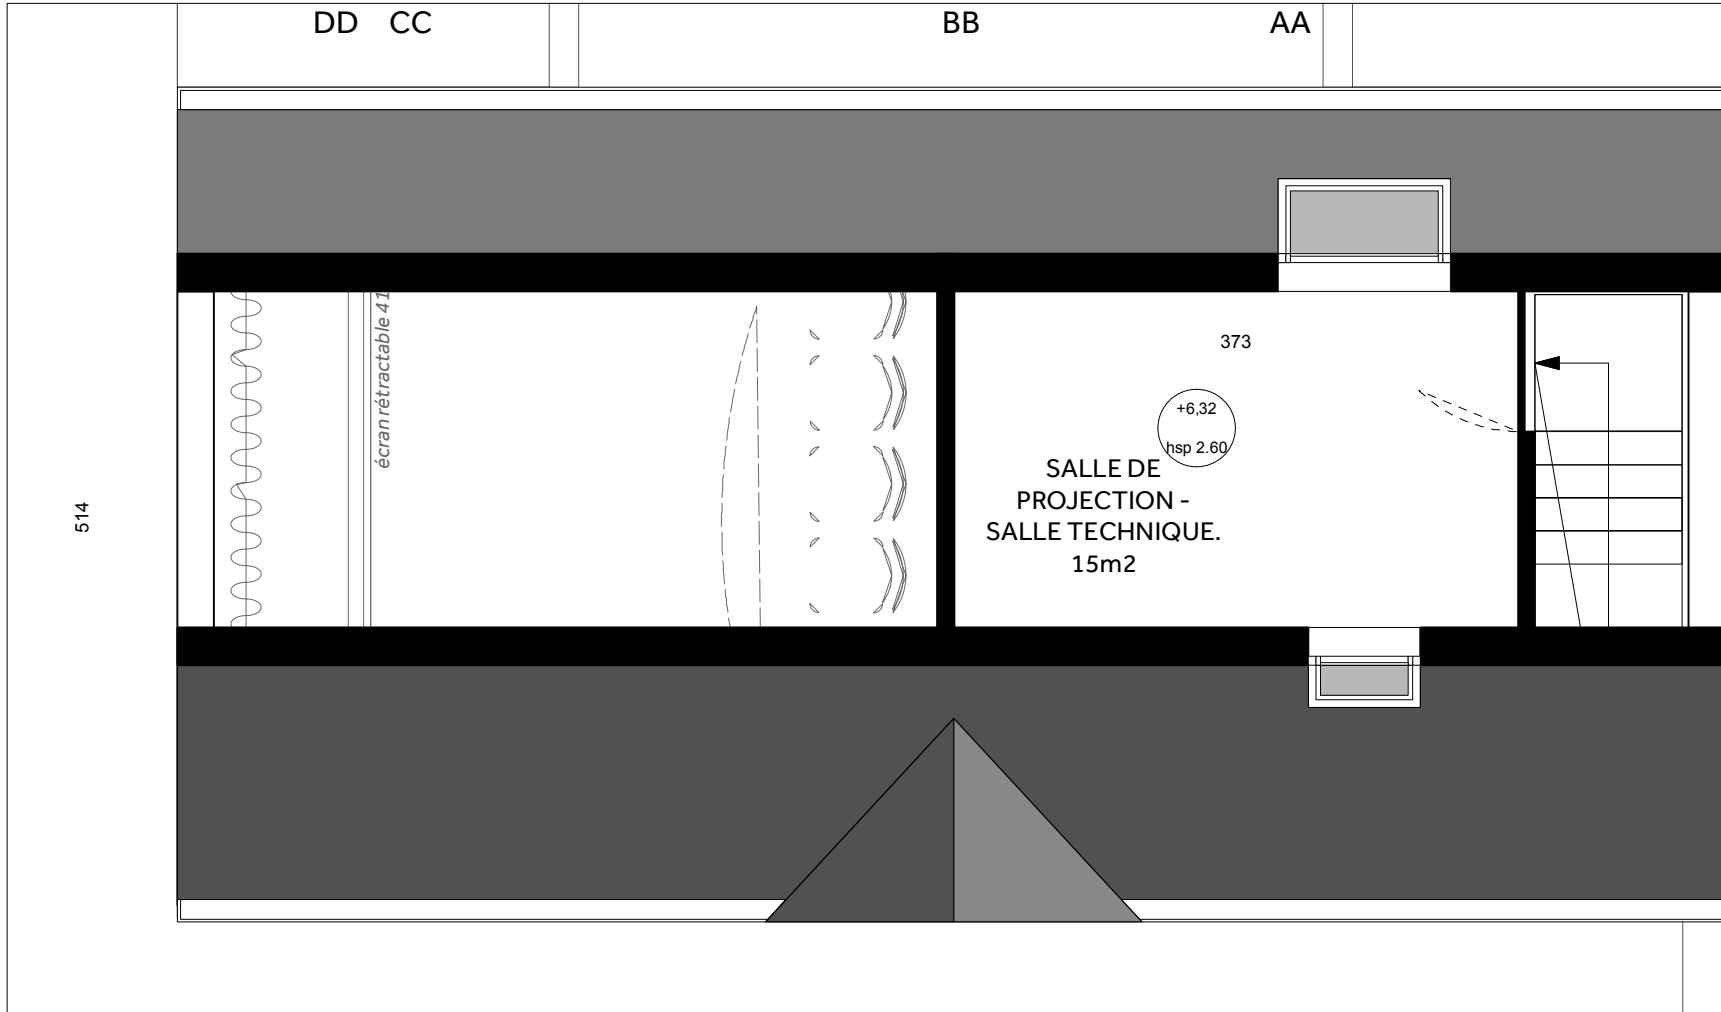 DD CC BB AA
écran rétractable 41
373
+6,32
hsp 2.60
SALLE DE
PROJECTION -
SALLE TECHNIQUE.
15m2
514